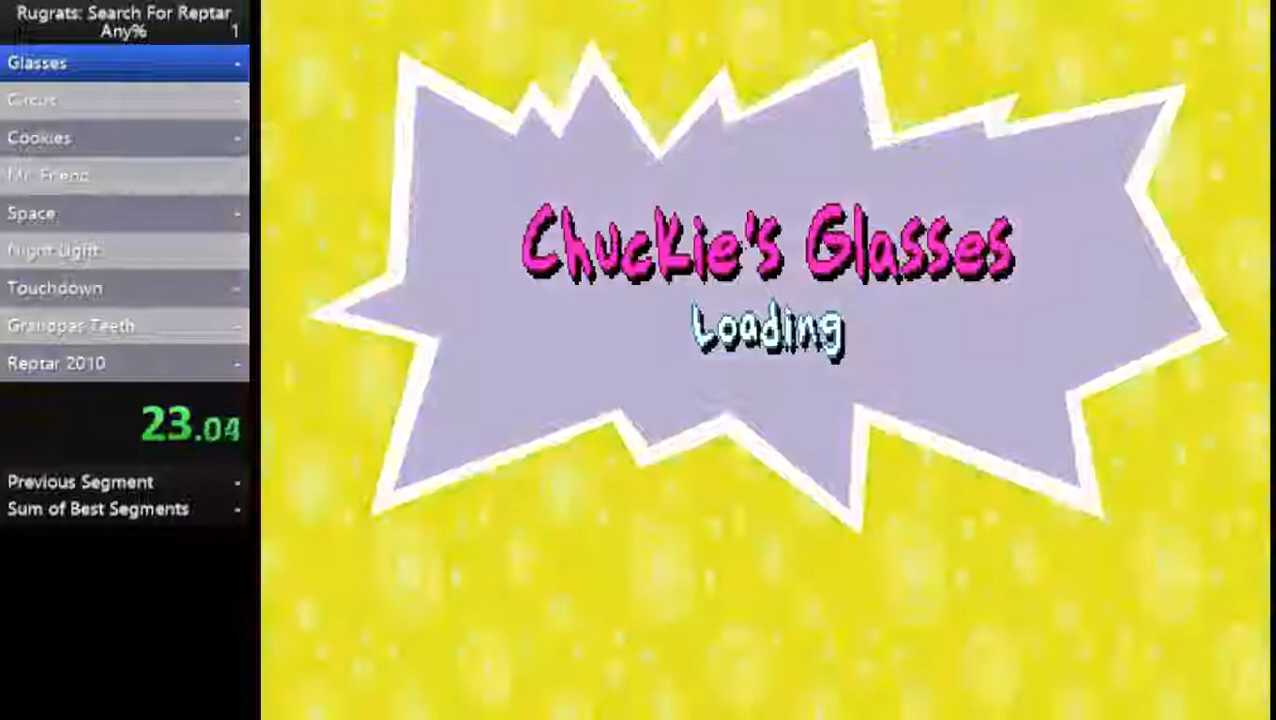 Rugrats: Search For Reptar
Any% 1
Glasses -
Circus -
Cookies -
Mr. Friend -
Space -
Night Light -
Touchdown -
Grandpas Teeth -
Reptar 2010 -
23.04
Previous Segment -
Sum of Best Segments -
Chuckie's Glasses
Loading